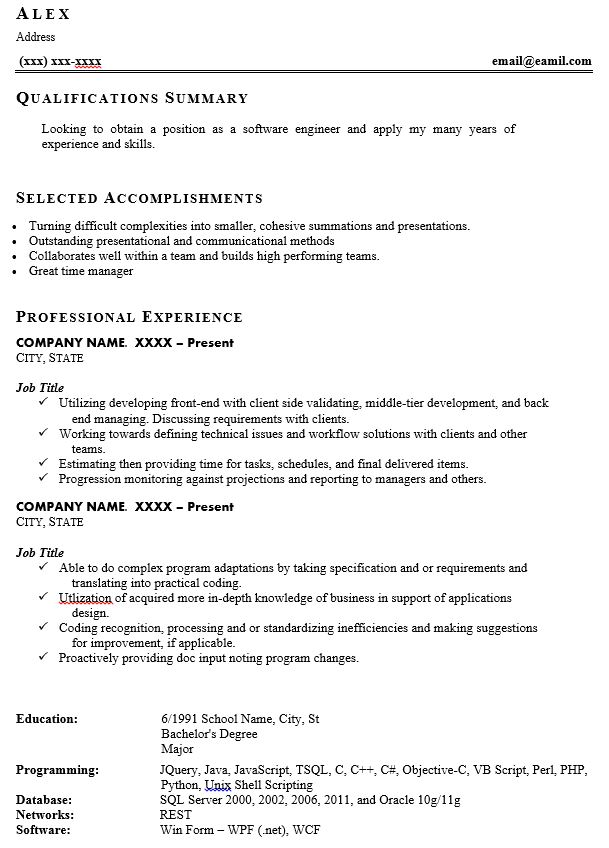 ALEX
Address
(xxx) xxx-xxxx email@eamil.com
QUALIFICATIONS SUMMARY
Looking to obtain a position as a software engineer and apply my many years of
experience and skills.
SELECTED ACCOMPLISHMENTS
• Turning difficult complexities into smaller, cohesive summations and presentations.
• Outstanding presentational and communicational methods
• Collaborates well within a team and builds high performing teams.
• Great time manager
PROFESSIONAL EXPERIENCE
COMPANY NAME. XXXX – Present
CITY, STATE
Job Title
✓ Utilizing developing front-end with client side validating, middle-tier development, and back
end managing. Discussing requirements with clients.
✓ Working towards defining technical issues and workflow solutions with clients and other
teams.
✓ Estimating then providing time for tasks, schedules, and final delivered items.
✓ Progression monitoring against projections and reporting to managers and others.
COMPANY NAME. XXXX – Present
CITY, STATE
Job Title
✓ Able to do complex program adaptations by taking specification and or requirements and
translating into practical coding.
✓ Utlization of acquired more in-depth knowledge of business in support of applications
design.
✓ Coding recognition, processing and or standardizing inefficiencies and making suggestions
for improvement, if applicable.
✓ Proactively providing doc input noting program changes.
Education: 6/1991 School Name, City, St
Bachelor's Degree
Major
Programming: JQuery, Java, JavaScript, TSQL, C, C++, C#, Objective-C, VB Script, Perl, PHP,
Python, Unix Shell Scripting
Database: SQL Server 2000, 2002, 2006, 2011, and Oracle 10g/11g
Networks: REST
Software: Win Form – WPF (.net), WCF